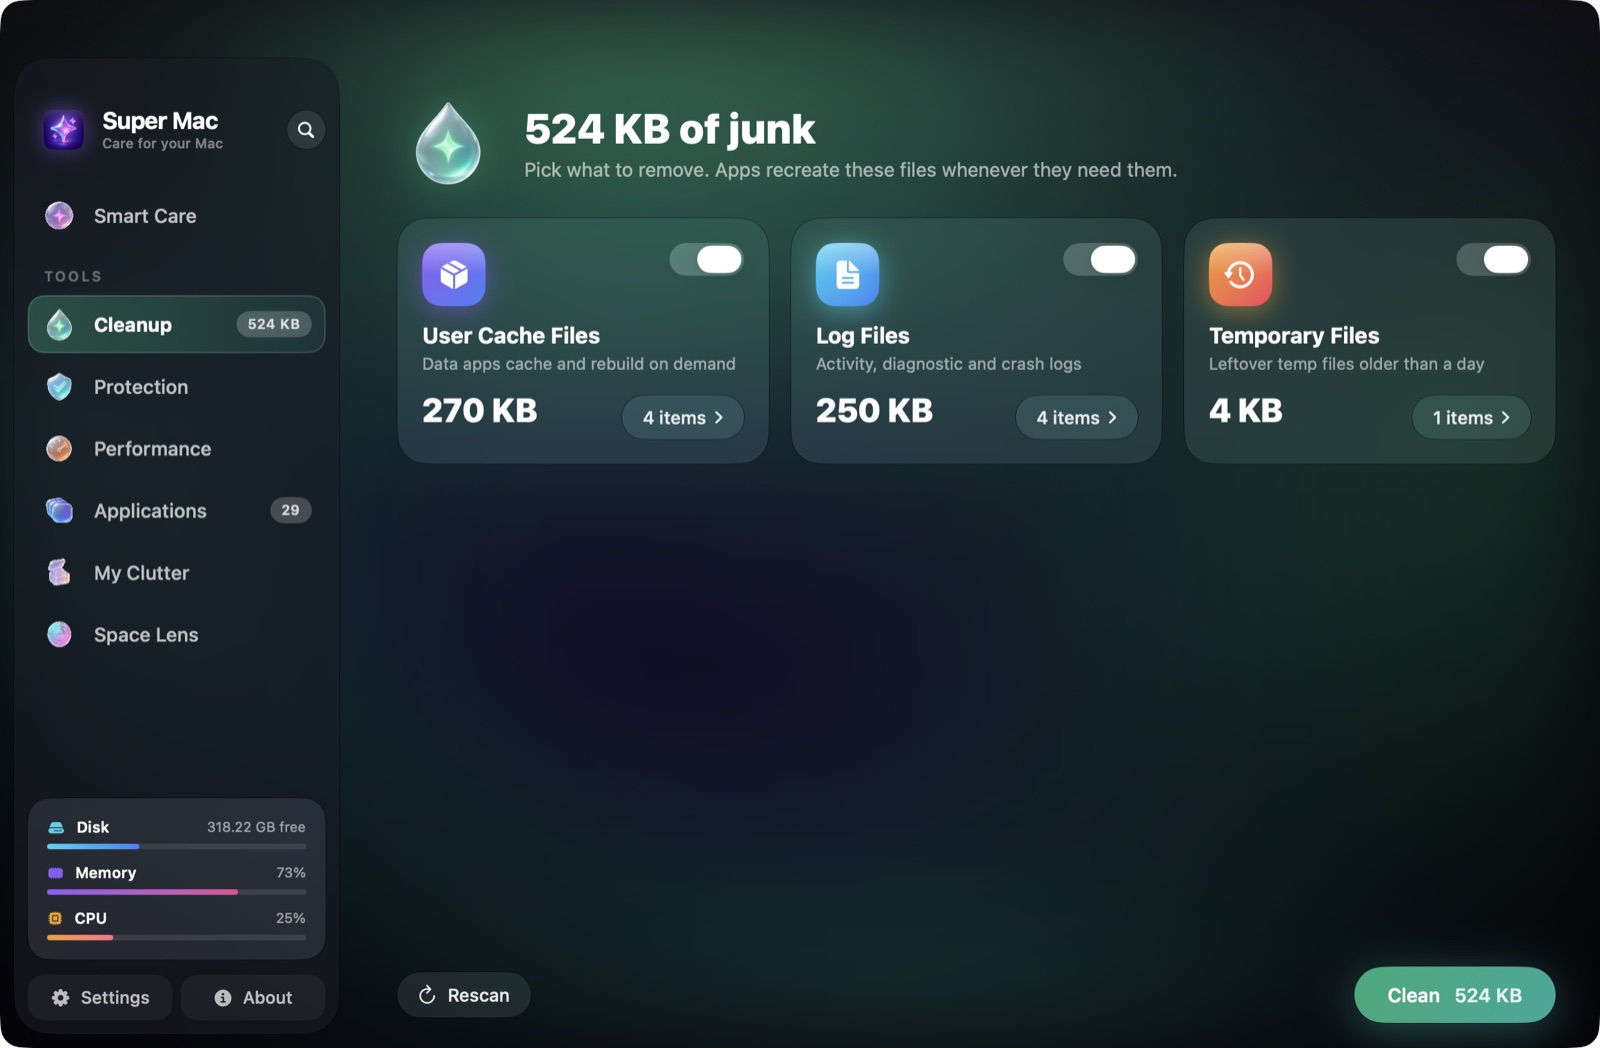 Super Mac
Care for your Mac
Smart Care
TOOLS
Cleanup 524 KB
Protection
Performance
Applications 29
My Clutter
Space Lens
Disk 318.22 GB free
Memory 73%
CPU 25%
Settings About
524 KB of junk
Pick what to remove. Apps recreate these files whenever they need them.
User Cache Files
Data apps cache and rebuild on demand
270 KB 4 items
Log Files
Activity, diagnostic and crash logs
250 KB 4 items
Temporary Files
Leftover temp files older than a day
4 KB 1 items
Rescan
Clean 524 KB